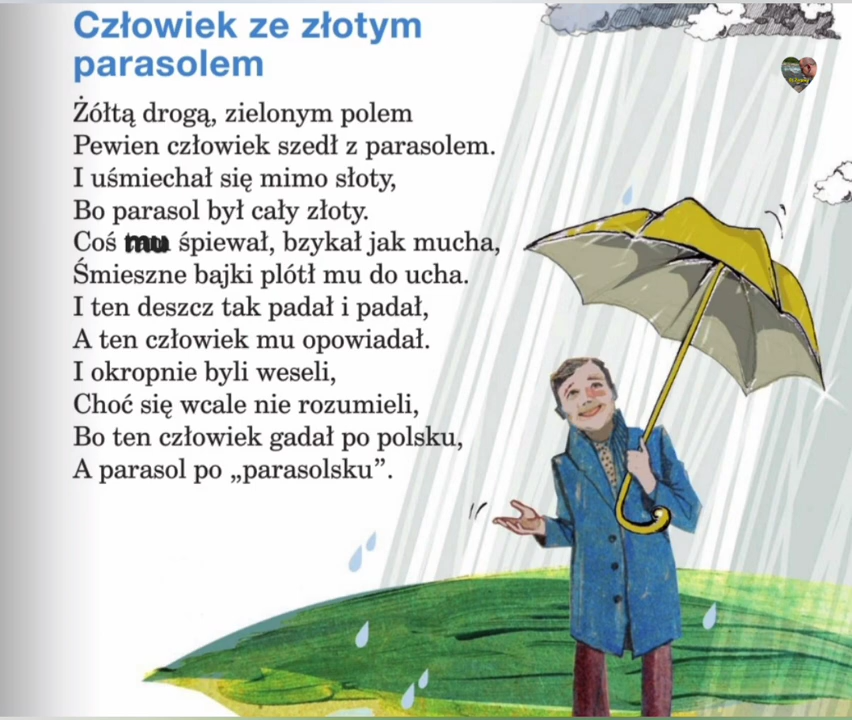 Człowiek ze złotym
parasolem
Żółtą drogą, zielonym polem
Pewien człowiek szedł z parasolem.
I uśmiechał się mimo słoty,
Bo parasol był cały złoty.
Coś mu śpiewał, bzykał jak mucha,
Śmieszne bajki plótł mu do ucha.
I ten deszcz tak padał i padał,
A ten człowiek mu opowiadał.
I okropnie byli weseli,
Choć się wcale nie rozumieli,
Bo ten człowiek gadał po polsku,
A parasol po „parasolsku”.